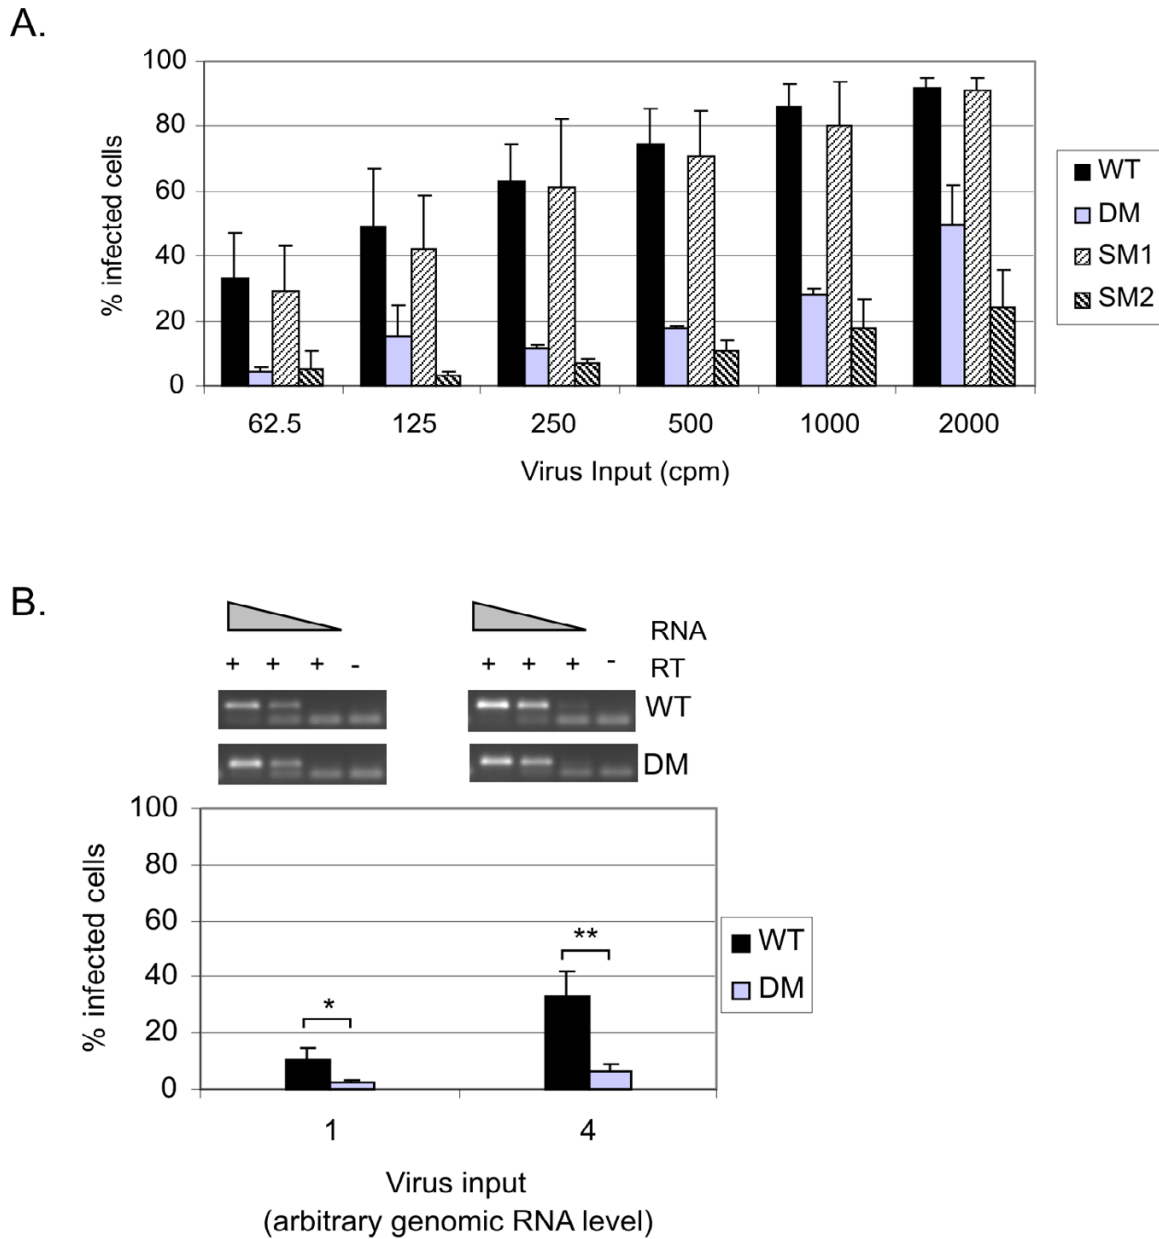 A.
100
80
60
40
20
0
% infected cells
62.5 125 250 500 1000 2000
Virus Input (cpm)
WT
DM
SM1
SM2
B.
RNA
+ + + - + + + - RT
WT
DM
100
80
60
40
20
0
% infected cells
* **
1 4
Virus input
(arbitrary genomic RNA level)
WT
DM